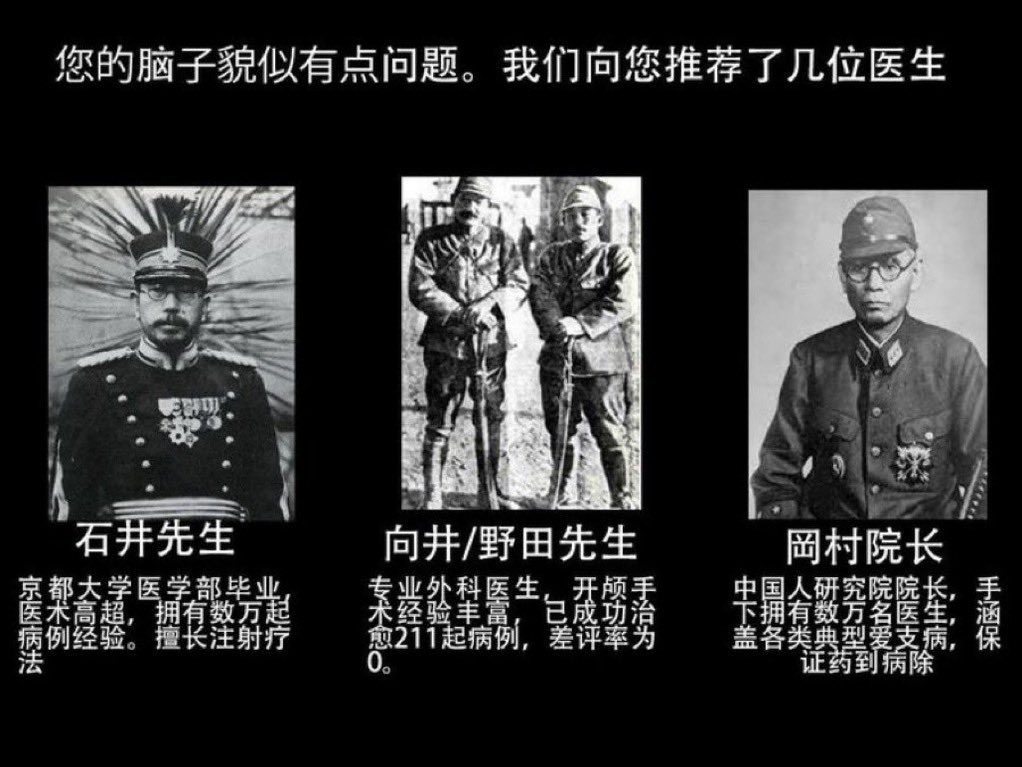 您的脑子貌似有点问题。我们向您推荐了几位医生
石井先生
京都大学医学部毕业，
医术高超，拥有数万起
病例经验。擅长注射疗
法
向井/野田先生
专业外科医生，开颅手
术经验丰富，已成功治
愈211起病例，差评率为
0。
岡村院长
中国人研究院院长，手
下拥有数万名医生，涵
盖各类典型爱支病，保
证药到病除